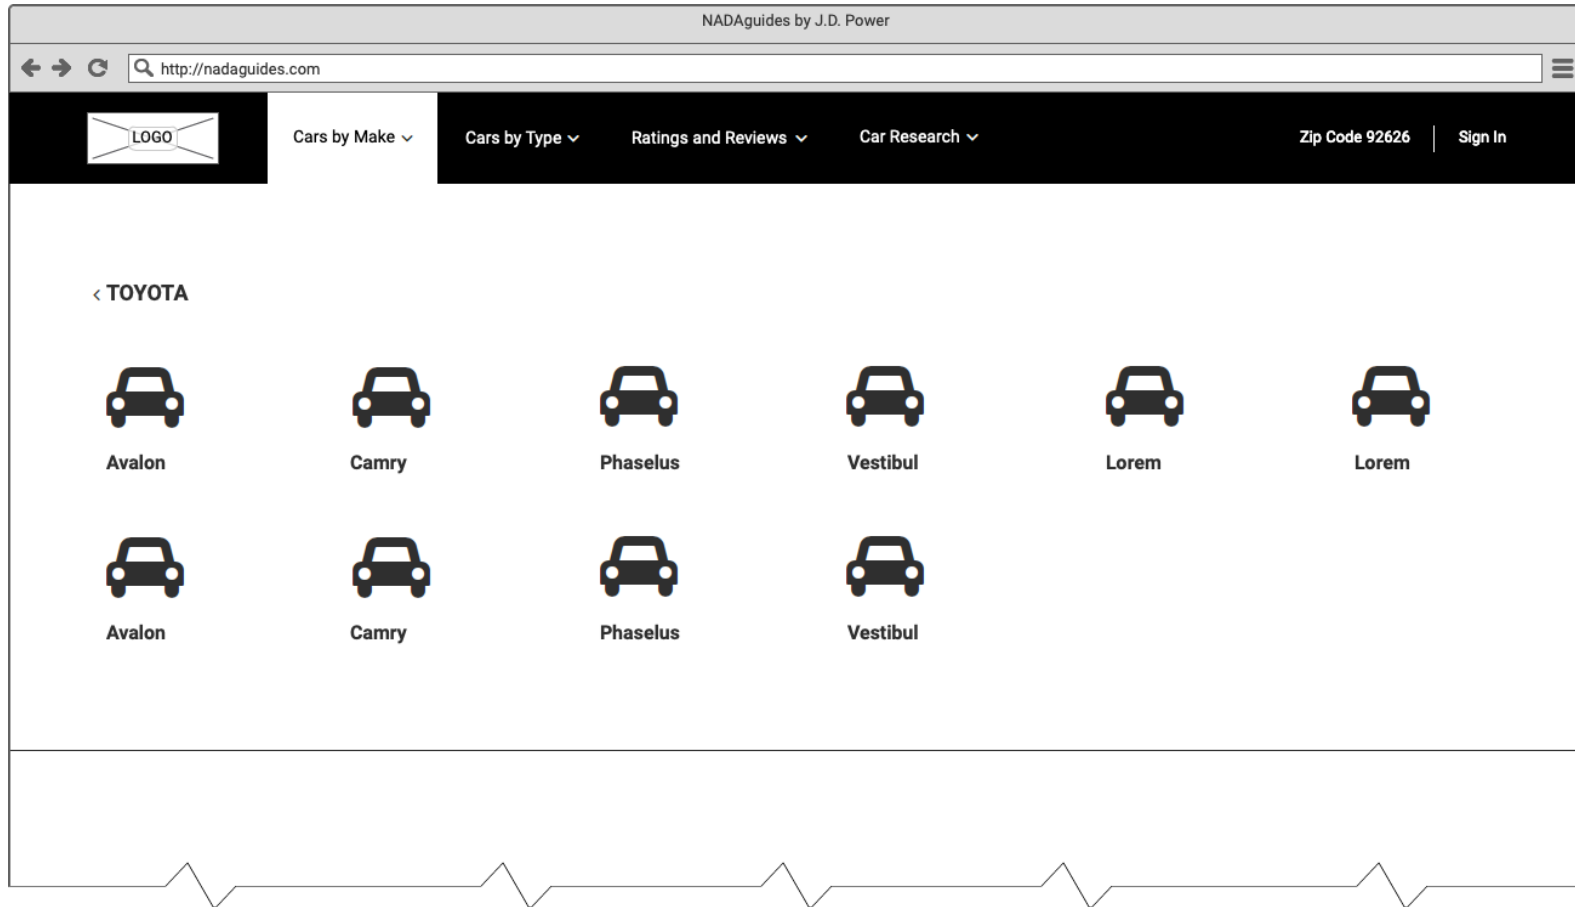 NADAguides by J.D. Power
http://nadaguides.com
LOGO
Cars by Make
Cars by Type
Ratings and Reviews
Car Research
Zip Code 92626
Sign In
< TOYOTA
Avalon
Camry
Phaselus
Vestibul
Lorem
Lorem
Avalon
Camry
Phaselus
Vestibul